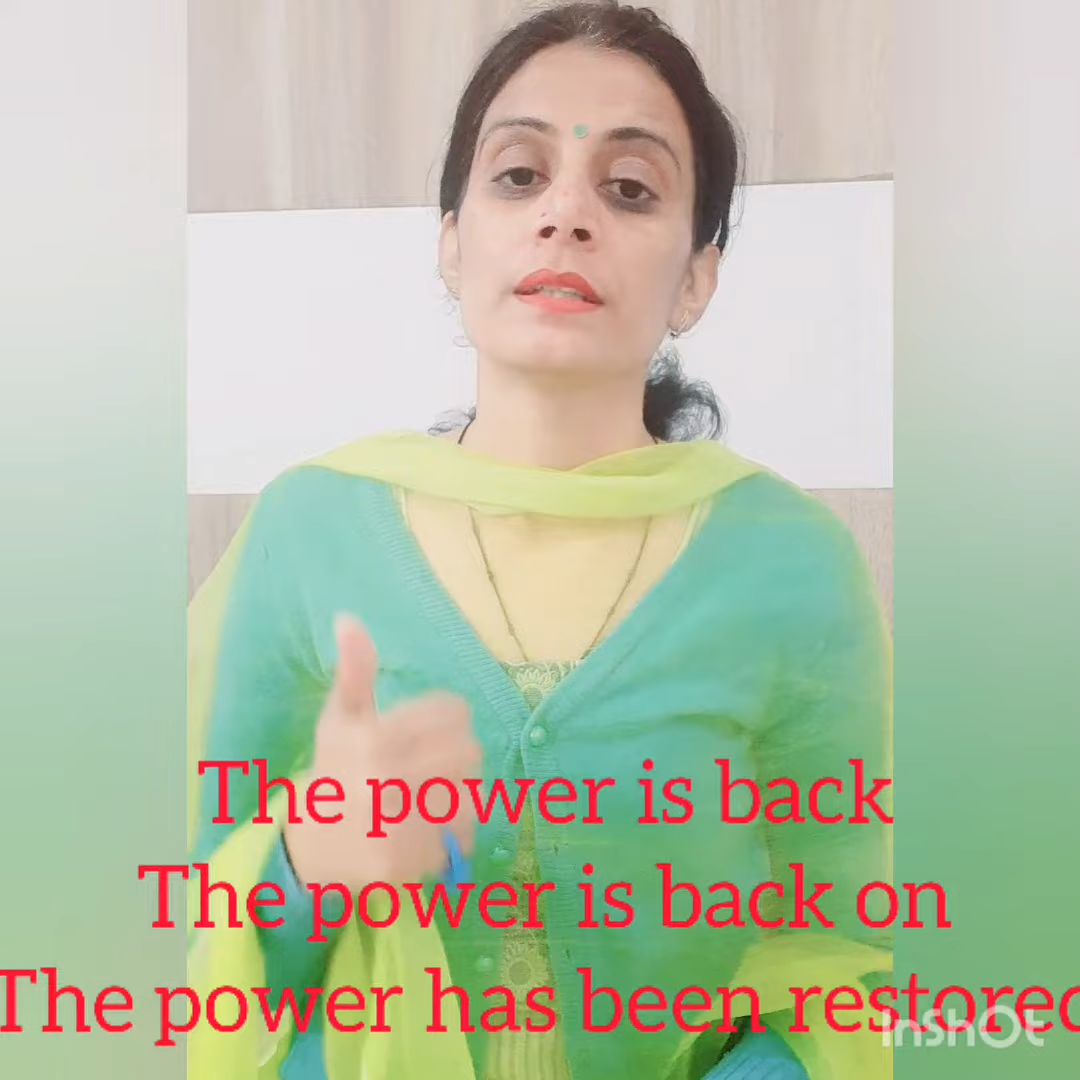 The power is back
The power is back on
The power has been restored
InShOt